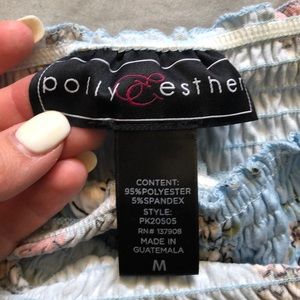 polly & esther
CONTENT:
95%POLYESTER
5%SPANDEX
STYLE:
PK20505
RN# 137908
MADE IN
GUATEMALA
M